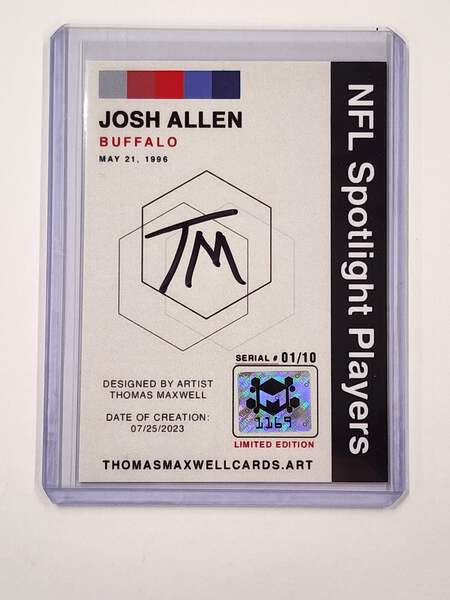 JOSH ALLEN
BUFFALO
MAY 21, 1996
TM
SERIAL # 01/10
1169
LIMITED EDITION
DESIGNED BY ARTIST
THOMAS MAXWELL
DATE OF CREATION:
07/25/2023
THOMASMAXWELLCARDS.ART
NFL Spotlight Players